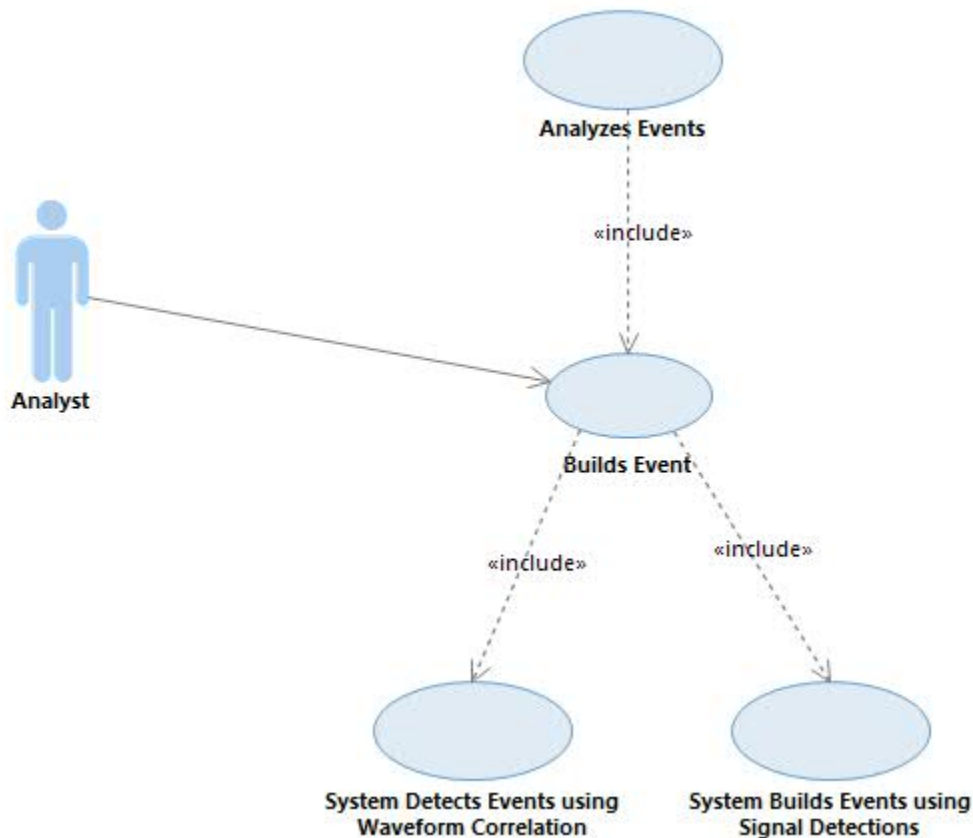 Analyzes Events
«include»
Analyst
Builds Event
«include»
«include»
System Detects Events using
Waveform Correlation
System Builds Events using
Signal Detections